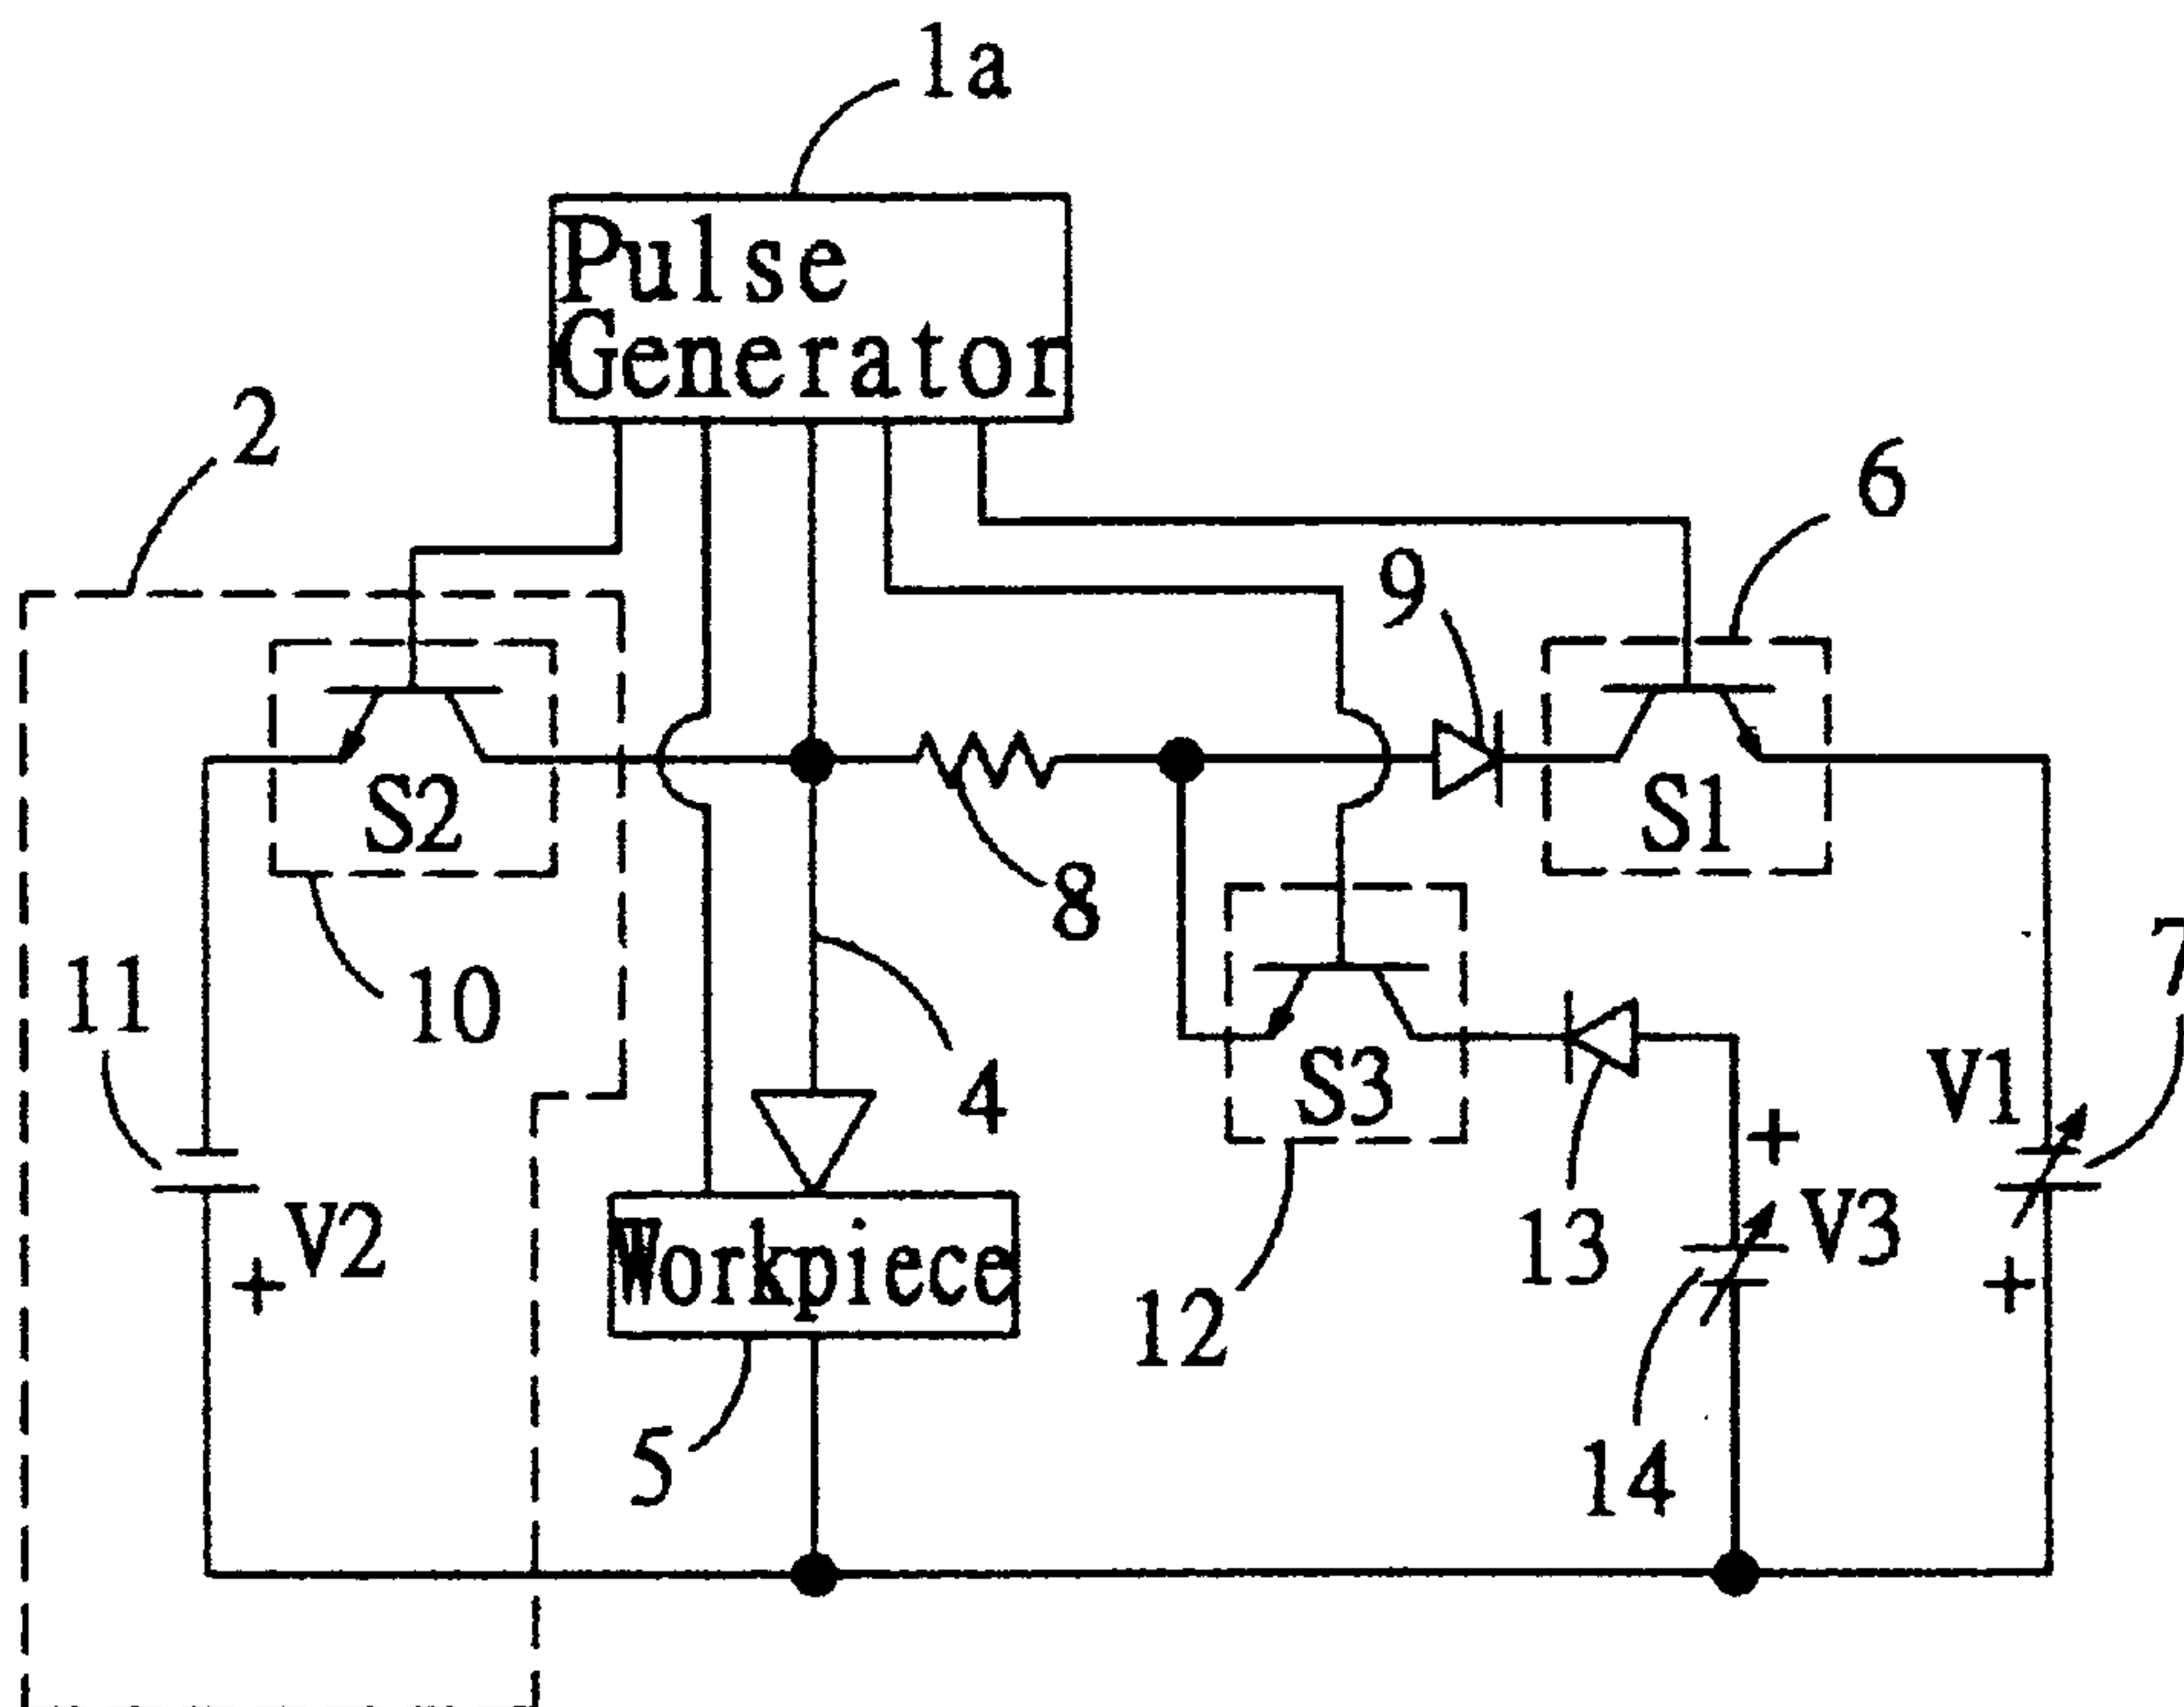 1a
Pulse
Generator
2
6
9
S2
S1
8
7
11
10
4
S3
V1
+
V2
+
Workpiece
13
V3
+
12
5
14